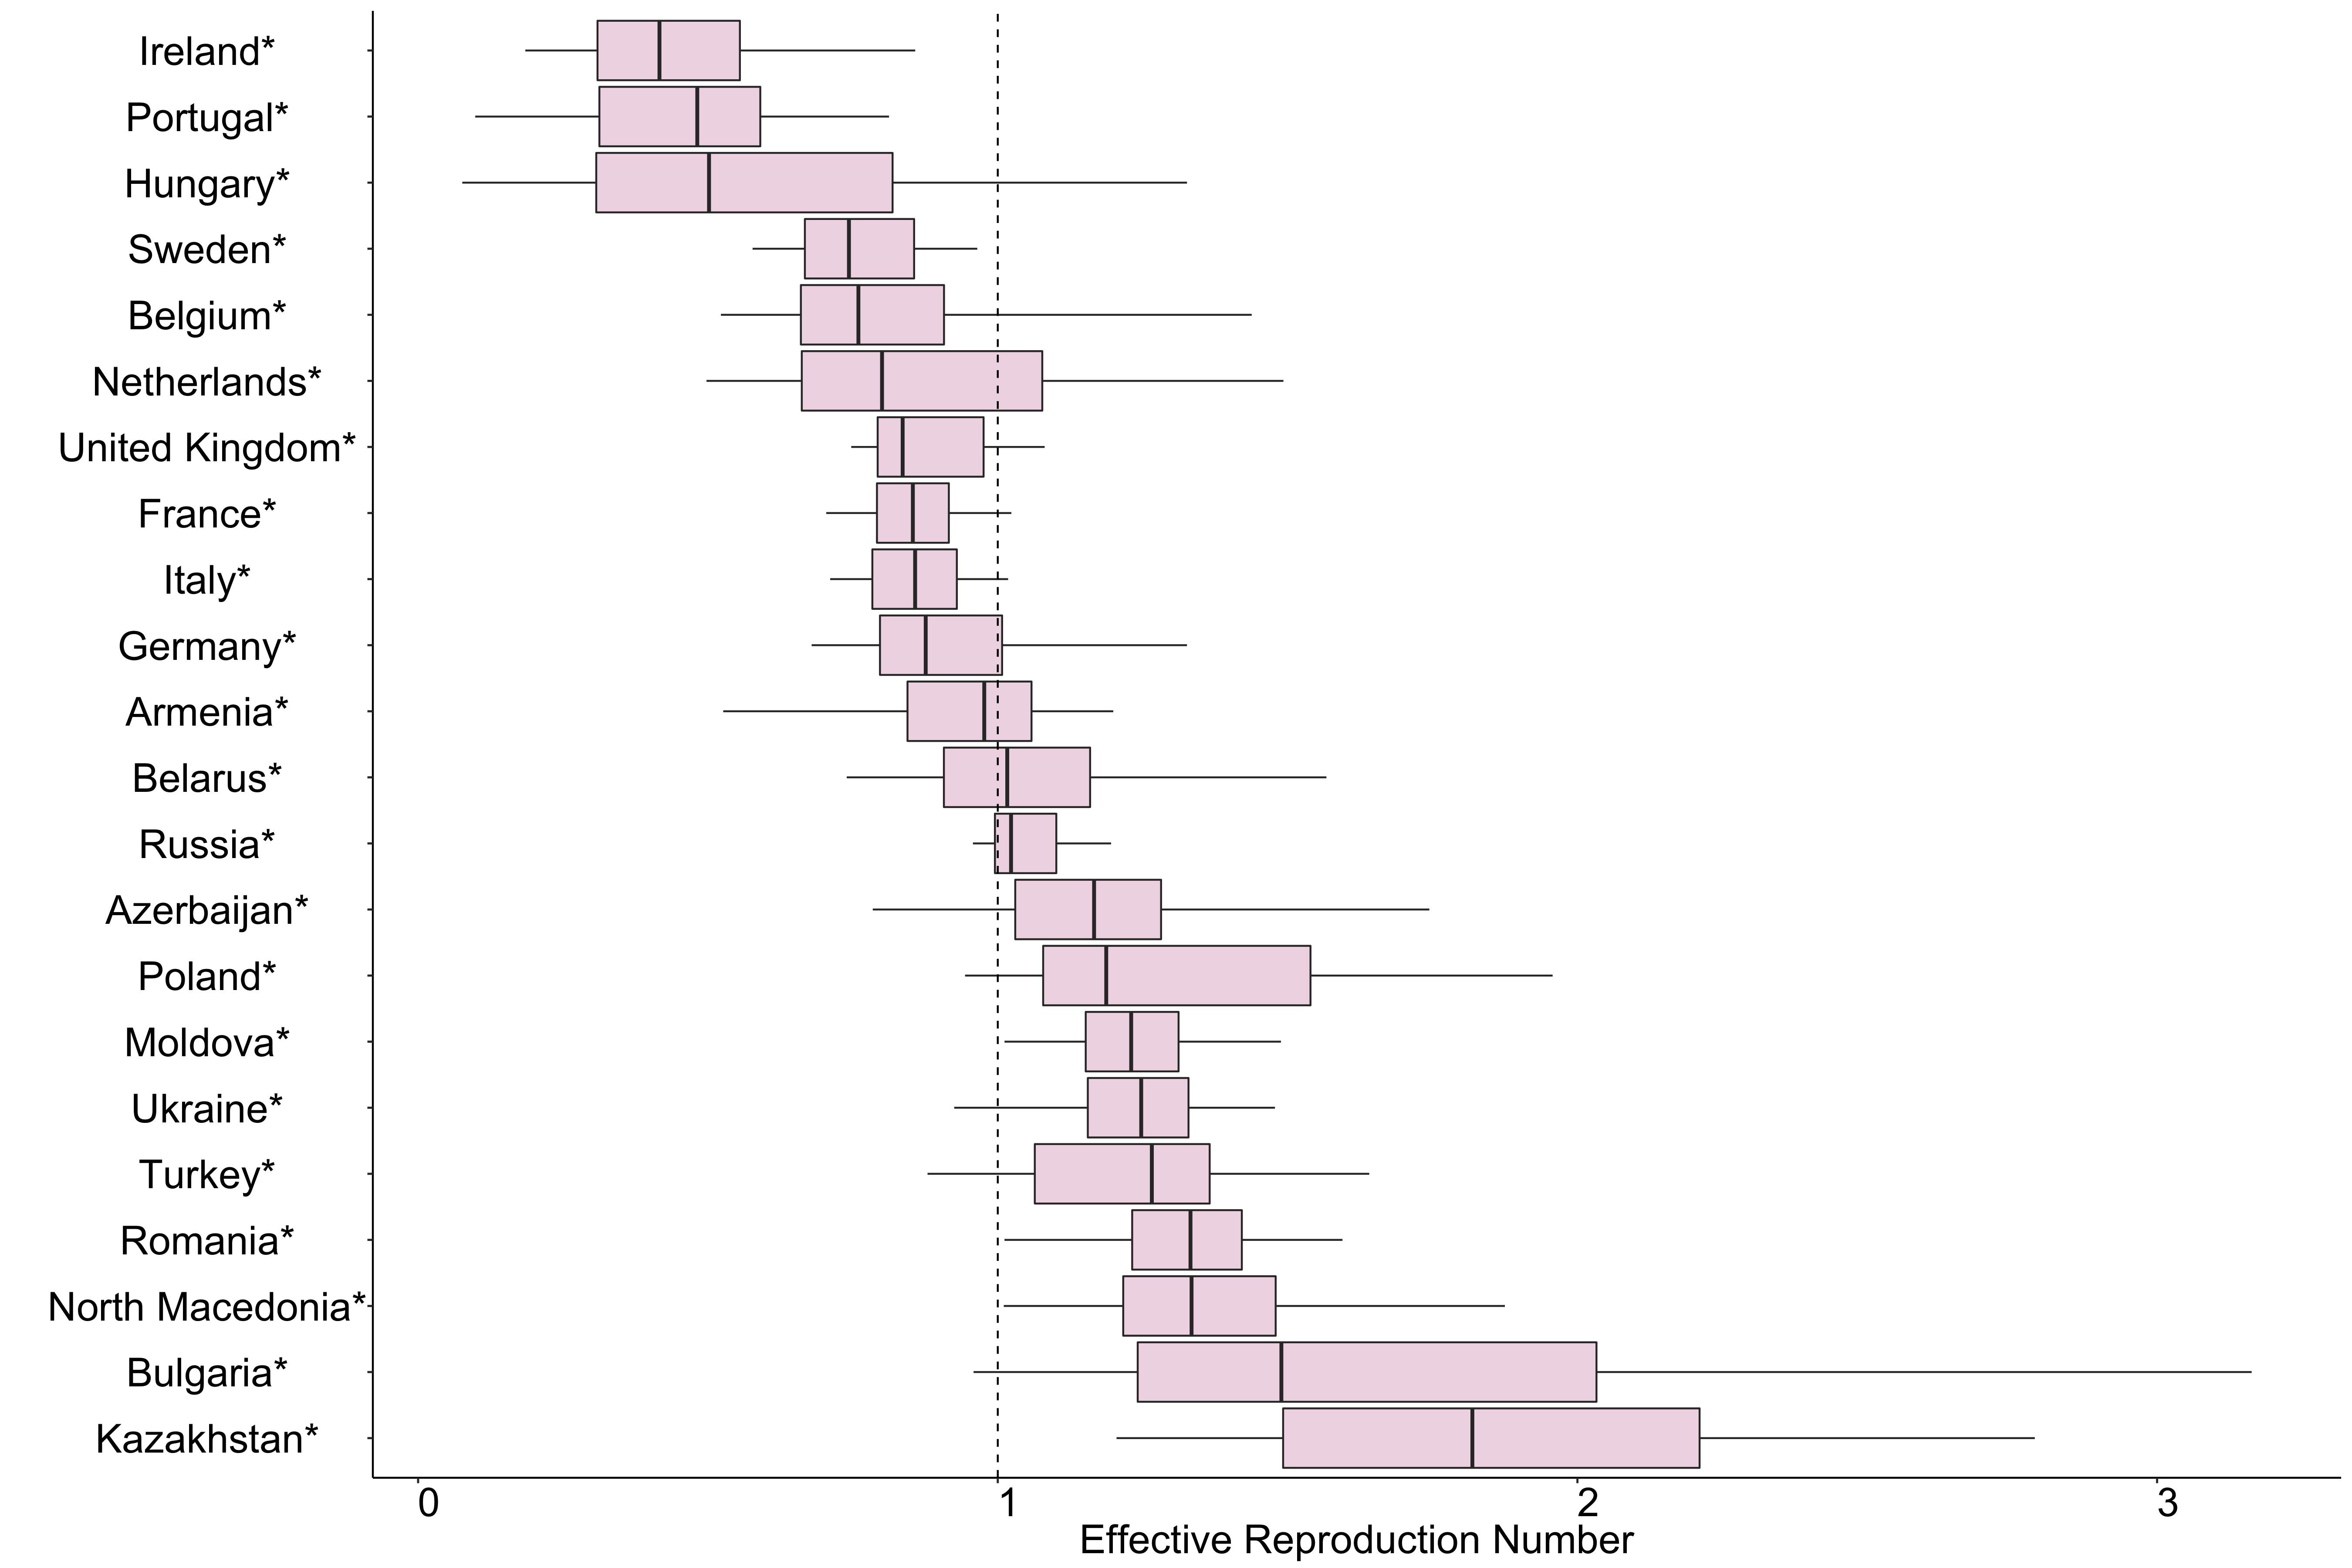 Ireland*
Portugal*
Hungary*
Sweden*
Belgium*
Netherlands*
United Kingdom*
France*
Italy*
Germany*
Armenia*
Belarus*
Russia*
Azerbaijan*
Poland*
Moldova*
Ukraine*
Turkey*
Romania*
North Macedonia*
Bulgaria*
Kazakhstan*
0 1 2 3
Effective Reproduction Number